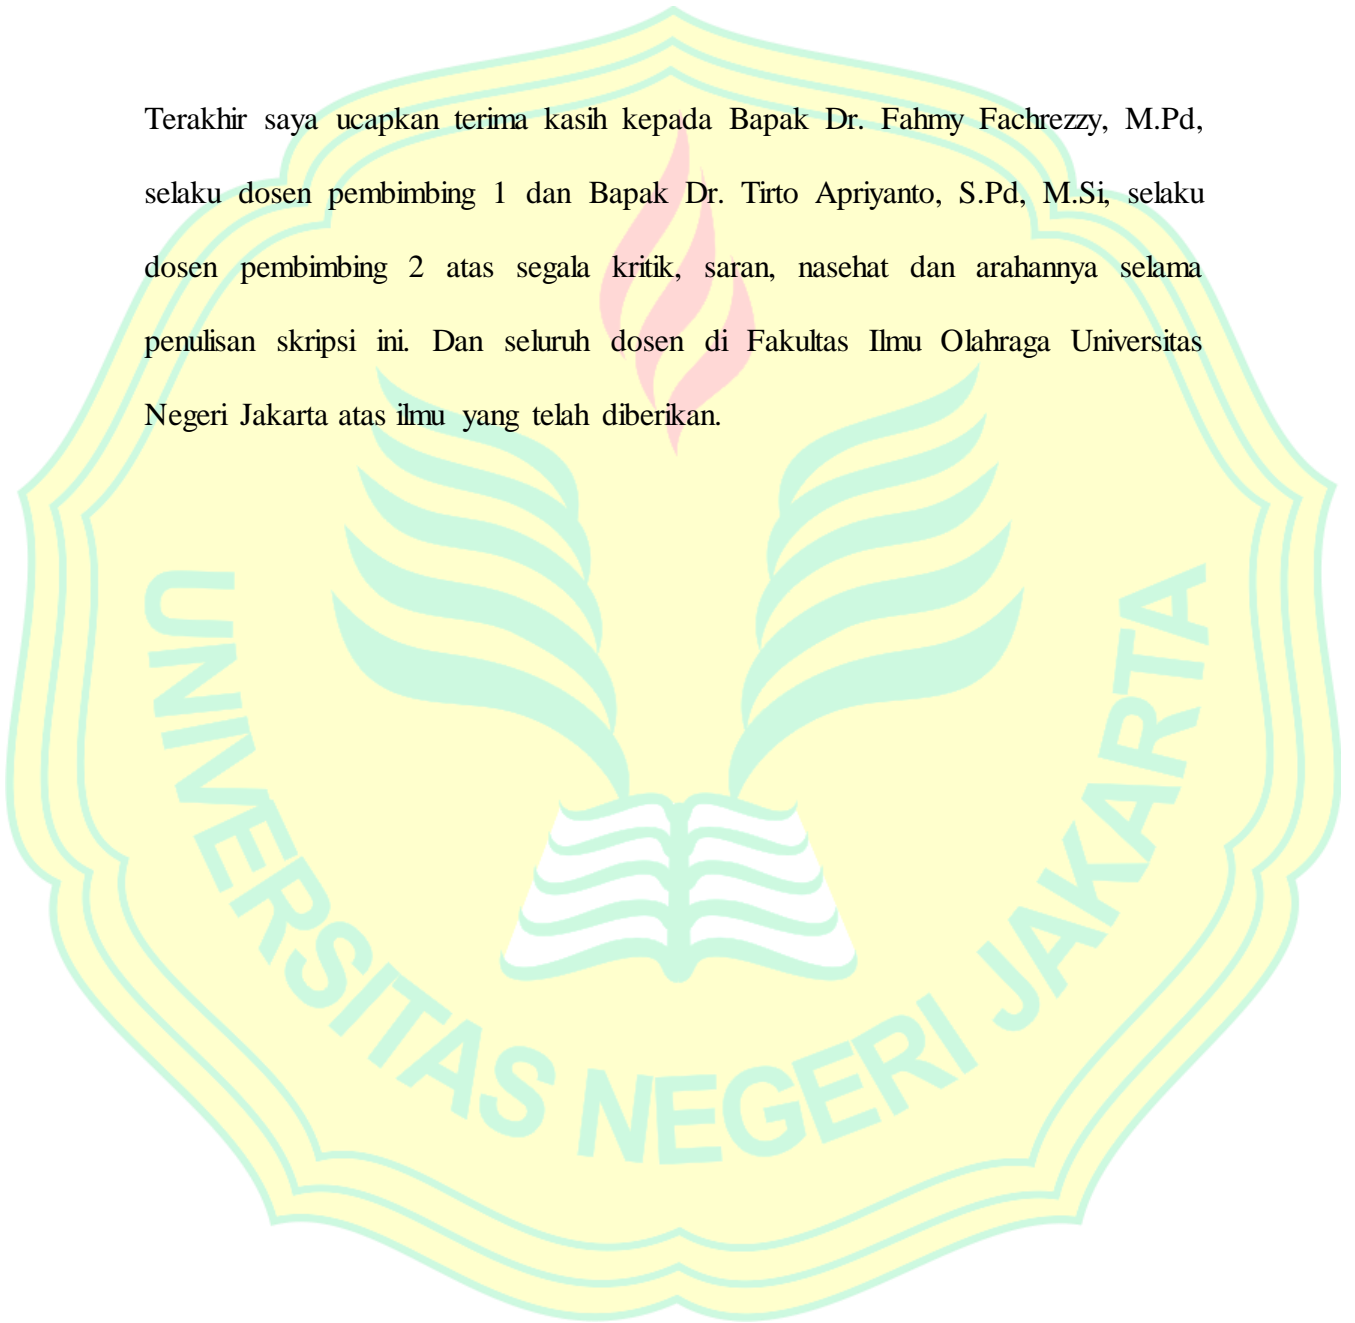 Terakhir saya ucapkan terima kasih kepada Bapak Dr. Fahmy Fachrezzy, M.Pd,
selaku dosen pembimbing 1 dan Bapak Dr. Tirto Apriyanto, S.Pd, M.Si, selaku
dosen pembimbing 2 atas segala kritik, saran, nasehat dan arahannya selama
penulisan skripsi ini. Dan seluruh dosen di Fakultas Ilmu Olahraga Universitas
Negeri Jakarta atas ilmu yang telah diberikan.
UNIVERSITAS NEGERI JAKARTA